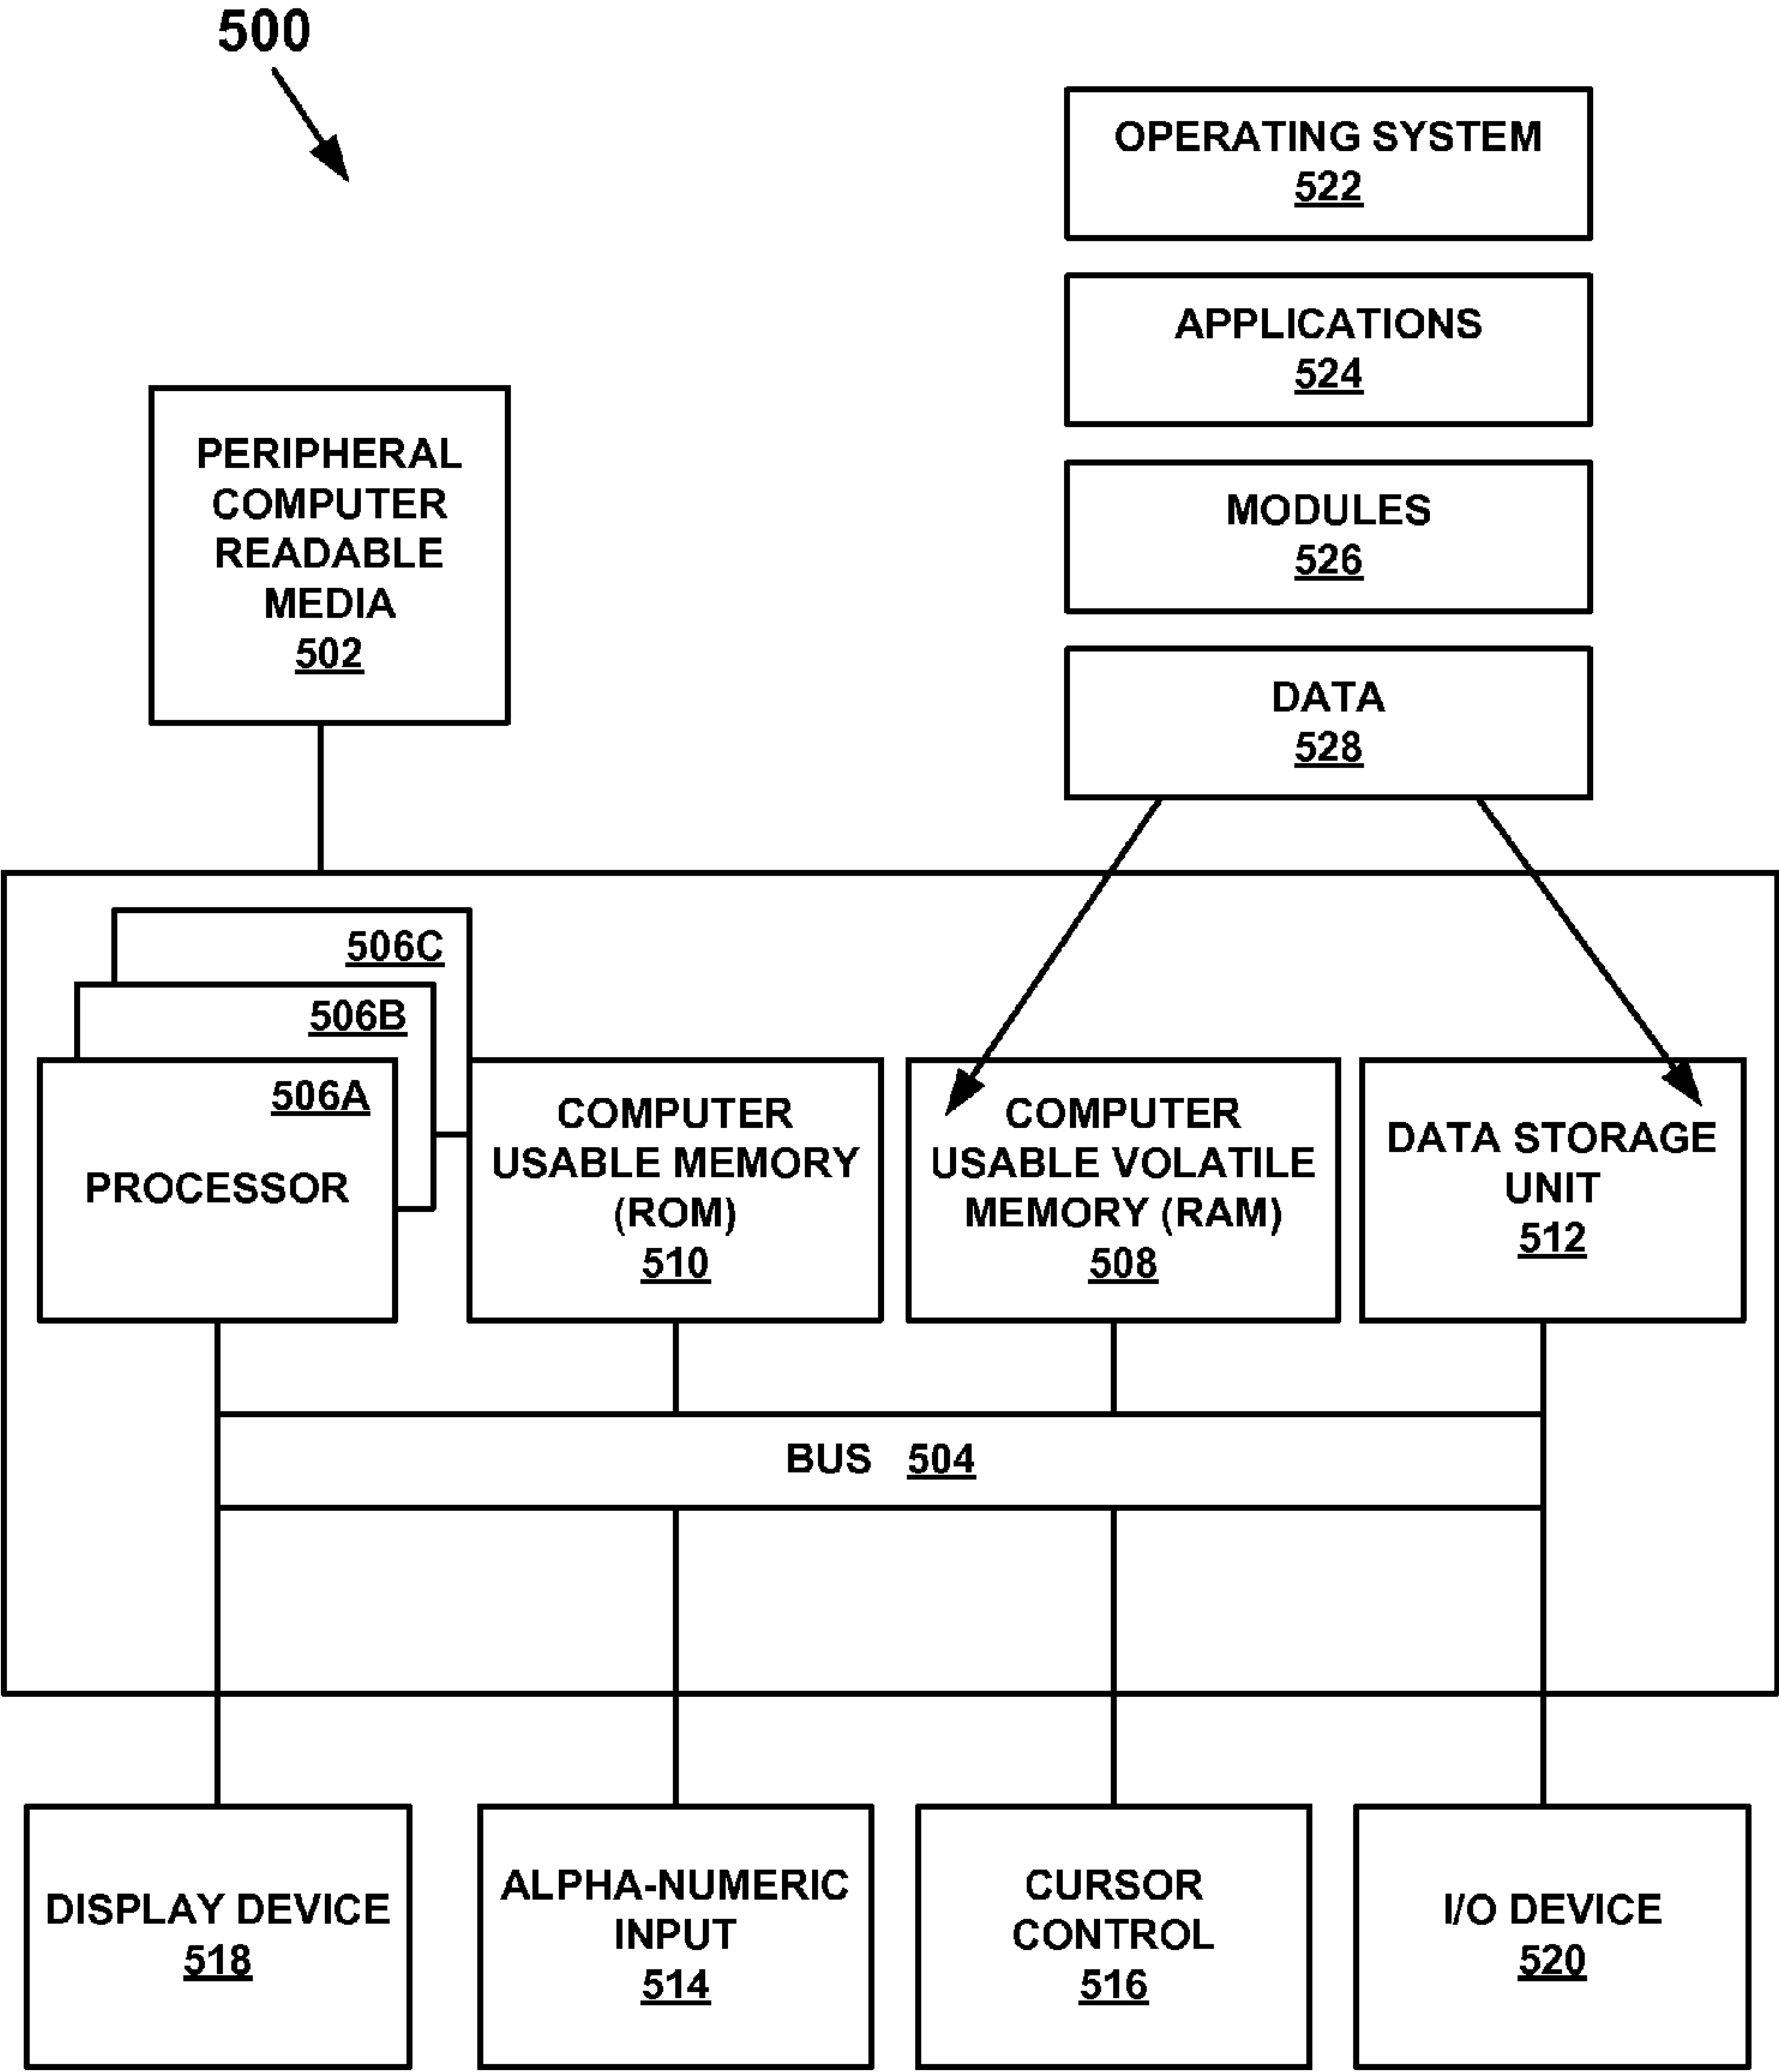 500
OPERATING SYSTEM
522
APPLICATIONS
524
MODULES
526
DATA
528
PERIPHERAL
COMPUTER
READABLE
MEDIA
502
506C
506B
506A
PROCESSOR
COMPUTER
USABLE MEMORY
(ROM)
510
COMPUTER
USABLE VOLATILE
MEMORY (RAM)
508
DATA STORAGE
UNIT
512
BUS 504
DISPLAY DEVICE
518
ALPHA-NUMERIC
INPUT
514
CURSOR
CONTROL
516
I/O DEVICE
520